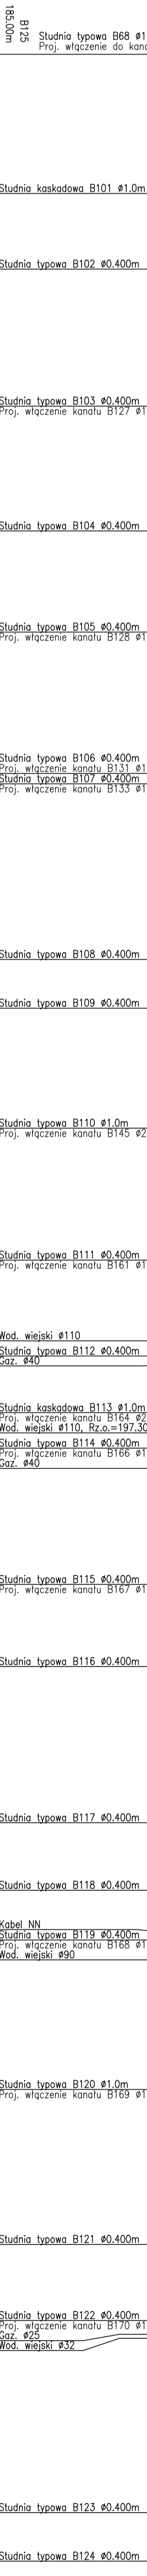 B125
185.00m
Studnia typowa B68 ø1
Proj. włączenie do kana
Studnia kaskadowa B101 ø1.0m
Studnia typowa B102 ø0.400m
Studnia typowa B103 ø0.400m
Proj. włączenie kanału B127 ø1
Studnia typowa B104 ø0.400m
Studnia typowa B105 ø0.400m
Proj. włączenie kanału B128 ø1
Studnia typowa B106 ø0.400m
Proj. włączenie kanału B131 ø1
Studnia typowa B107 ø0.400m
Proj. włączenie kanału B133 ø1
Studnia typowa B108 ø0.400m
Studnia typowa B109 ø0.400m
Studnia typowa B110 ø1.0m
Proj. włączenie kanału B145 ø2
Studnia typowa B111 ø0.400m
Proj. włączenie kanału B161 ø1
Wod. wiejski ø110
Studnia typowa B112 ø0.400m
Gaz. ø40
Studnia kaskadowa B113 ø1.0m
Proj. włączenie kanału B164 ø2
Wod. wiejski ø110, Rz.o.=197.30
Studnia typowa B114 ø0.400m
Proj. włączenie kanału B166 ø1
Gaz. ø40
Studnia typowa B115 ø0.400m
Proj. włączenie kanału B167 ø1
Studnia typowa B116 ø0.400m
Studnia typowa B117 ø0.400m
Studnia typowa B118 ø0.400m
Kabel NN
Studnia typowa B119 ø0.400m
Proj. włączenie kanału B168 ø1
Wod. wiejski ø90
Studnia typowa B120 ø1.0m
Proj. włączenie kanału B169 ø1
Studnia typowa B121 ø0.400m
Studnia typowa B122 ø0.400m
Proj. włączenie kanału B170 ø1
Gaz. ø25
Wod. wiejski ø32
Studnia typowa B123 ø0.400m
Studnia typowa B124 ø0.400m